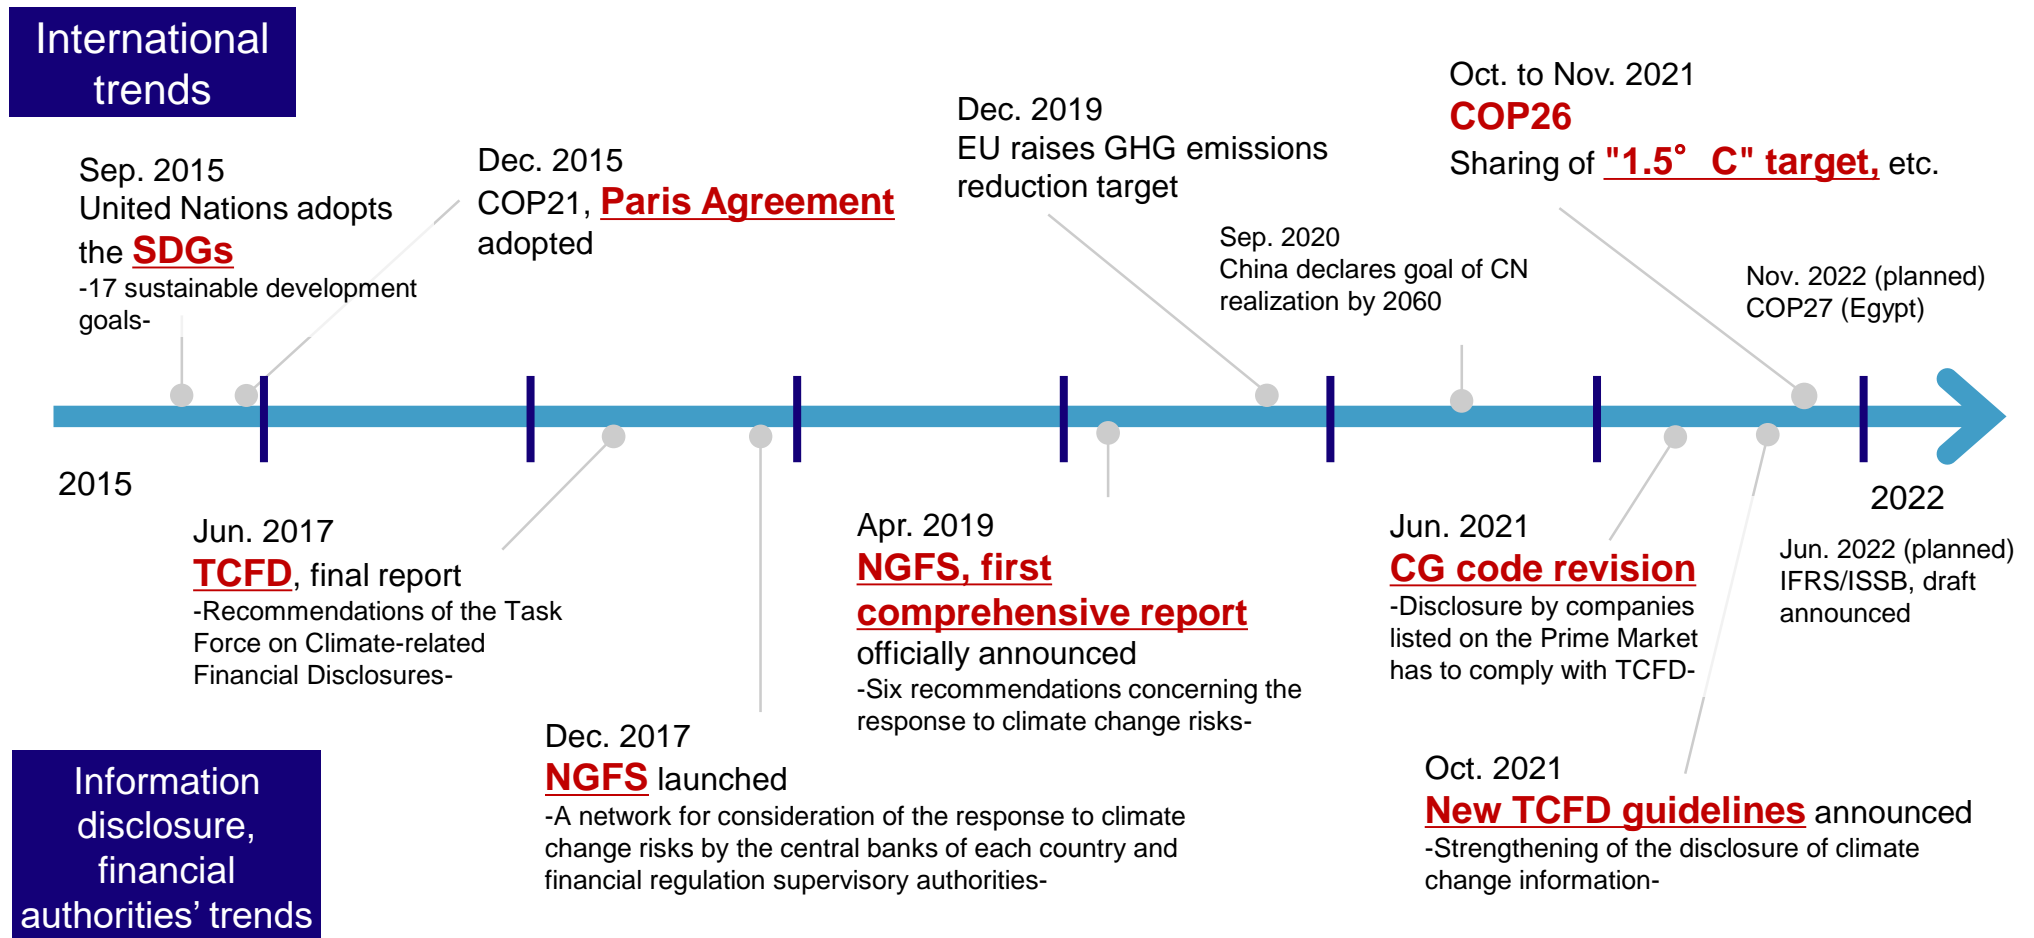 International
trends
Sep. 2015
United Nations adopts
the SDGs
-17 sustainable development
goals-
Dec. 2015
COP21, Paris Agreement
adopted
Dec. 2019
EU raises GHG emissions
reduction target
Sep. 2020
China declares goal of CN
realization by 2060
Oct. to Nov. 2021
COP26
Sharing of "1.5° C" target, etc.
Nov. 2022 (planned)
COP27 (Egypt)
2015
2022
Jun. 2017
TCFD, final report
-Recommendations of the Task
Force on Climate-related
Financial Disclosures-
Dec. 2017
NGFS launched
-A network for consideration of the response to climate
change risks by the central banks of each country and
financial regulation supervisory authorities-
Apr. 2019
NGFS, first
comprehensive report
officially announced
-Six recommendations concerning the
response to climate change risks-
Jun. 2021
CG code revision
-Disclosure by companies
listed on the Prime Market
has to comply with TCFD-
Jun. 2022 (planned)
IFRS/ISSB, draft
announced
Oct. 2021
New TCFD guidelines announced
-Strengthening of the disclosure of climate
change information-
Information
disclosure,
financial
authorities’ trends